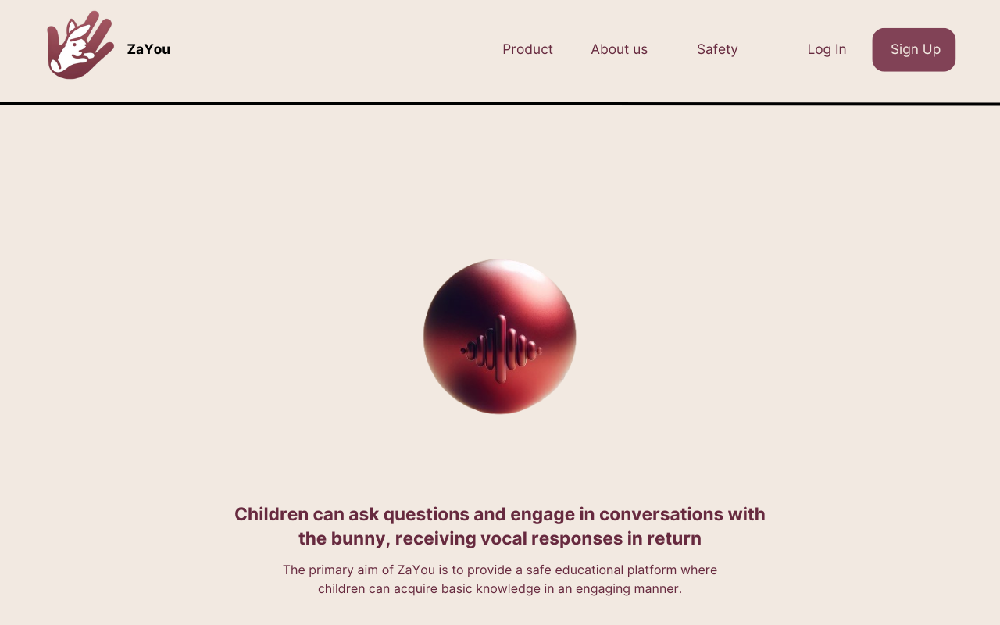 ZaYou
Product
About us
Safety
Log In
Sign Up
Children can ask questions and engage in conversations with
the bunny, receiving vocal responses in return
The primary aim of ZaYou is to provide a safe educational platform where
children can acquire basic knowledge in an engaging manner.